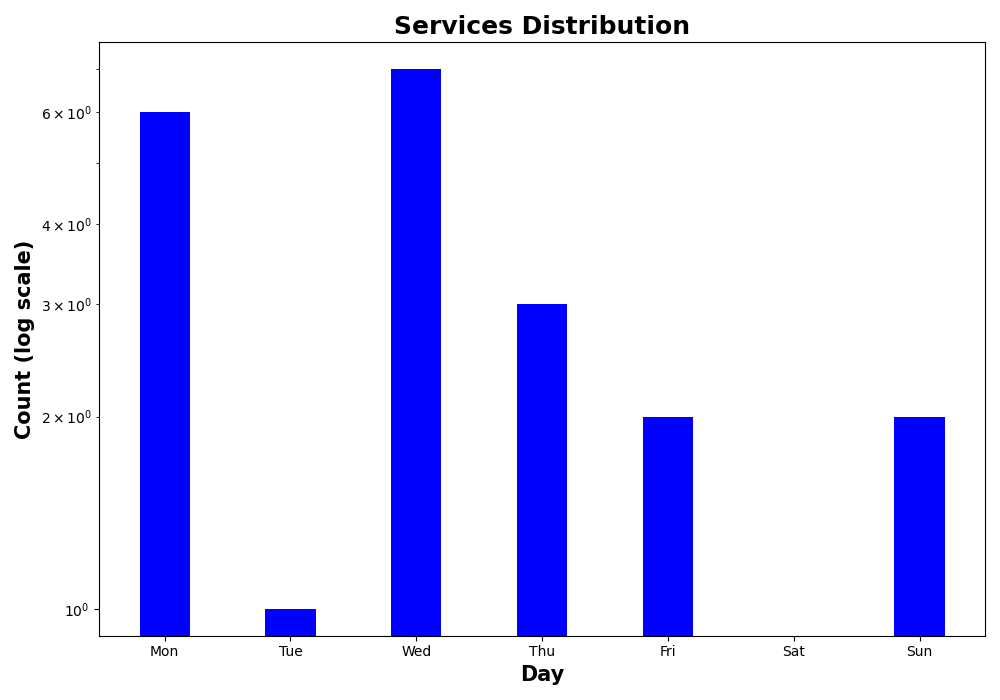 Services Distribution
Count (log scale)
6 × 10⁰
4 × 10⁰
3 × 10⁰
2 × 10⁰
10⁰
Mon Tue Wed Thu Fri Sat Sun
Day